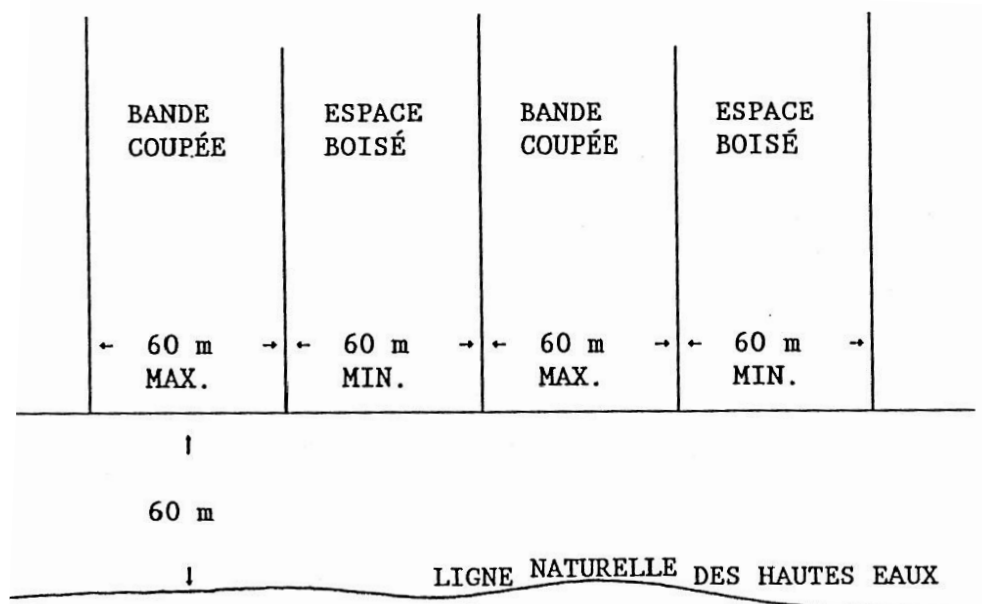 BANDE
COUPÉE
ESPACE
BOISÉ
BANDE
COUPÉE
ESPACE
BOISÉ
← 60 m →
MAX.
← 60 m →
MIN.
← 60 m →
MAX.
← 60 m →
MIN.
60 m
LIGNE NATURELLE DES HAUTES EAUX